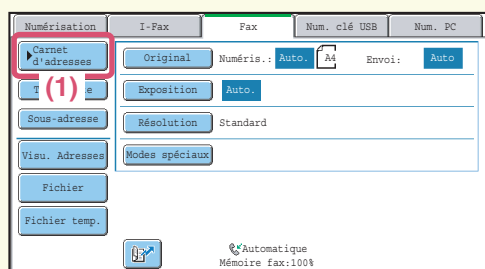 Numérisation I-Fax Fax Num. clé USB Num. PC
Carnet d'adresses
Original Numéris.: Auto. A4 Envoi: Auto
(1)
Exposition Auto.
Sous-adresse Résolution Standard
Visu. Adresses Modes spéciaux
Fichier
Fichier temp.
Automatique
Mémoire fax:100%